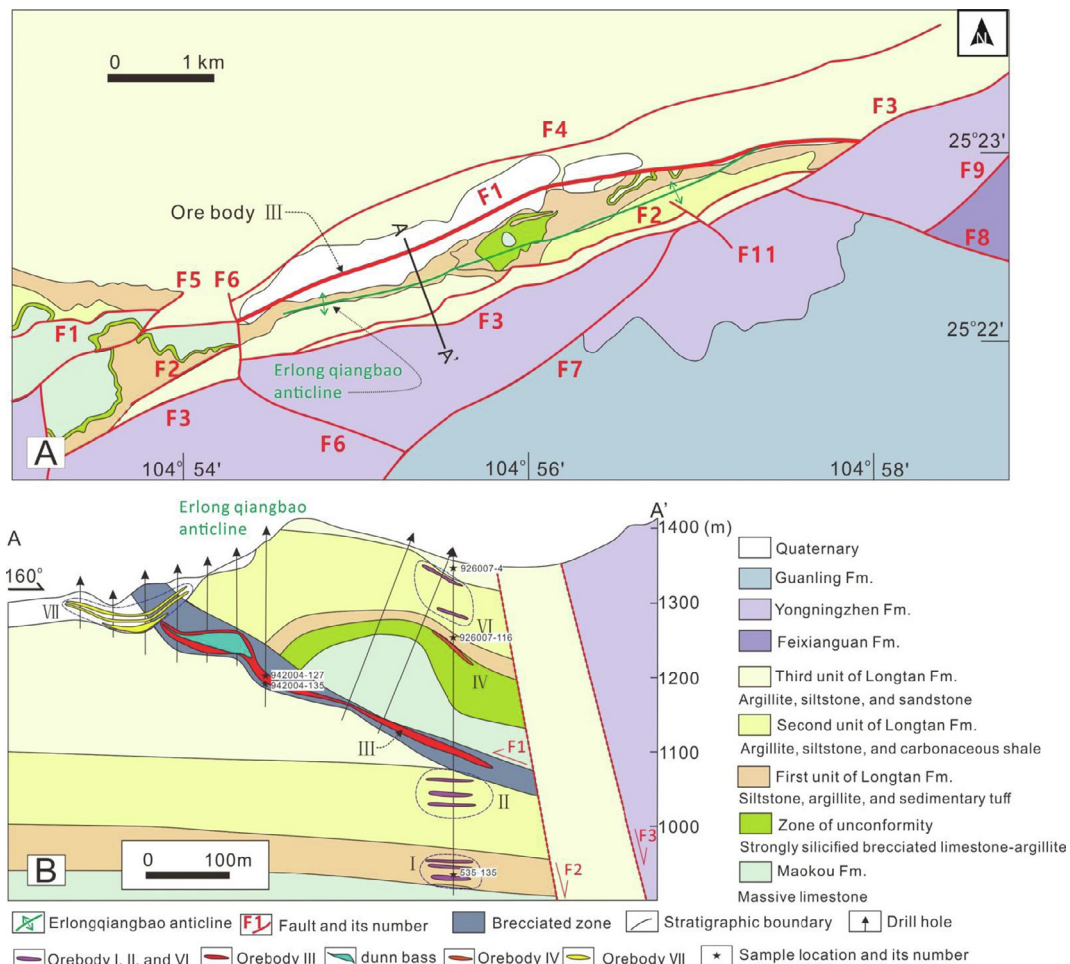 N
0 1 km
F3
F4
25°23'
F9
F1
Ore body III
A
F2
F8
F11
F5 F6
F1
F3
25°22'
A'
F7
F2
Erlong qiangbao
anticline
F3
F6
A
104° 54' 104° 56' 104° 58'
Erlong qiangbao
anticline
A
A'
1400 (m)
160°
926007-4
VII
1300
VI
926007-116
942004-127
942004-135
IV
1200
III
F1
1100
II
1000
I
535-135
F3
F2
B
0 100m
Quaternary
Guanling Fm.
Yongningzhen Fm.
Feixianguan Fm.
Third unit of Longtan Fm.
Argillite, siltstone, and sandstone
Second unit of Longtan Fm.
Argillite, siltstone, and carbonaceous shale
First unit of Longtan Fm.
Siltstone, argillite, and sedimentary tuff
Zone of unconformity
Strongly silicified brecciated limestone-argillite
Maokou Fm.
Massive limestone
Erlongqiangbao anticline F1 Fault and its number Brecciated zone Stratigraphic boundary Drill hole
Orebody I, II, and VI Orebody III dunn bass Orebody IV Orebody VII Sample location and its number